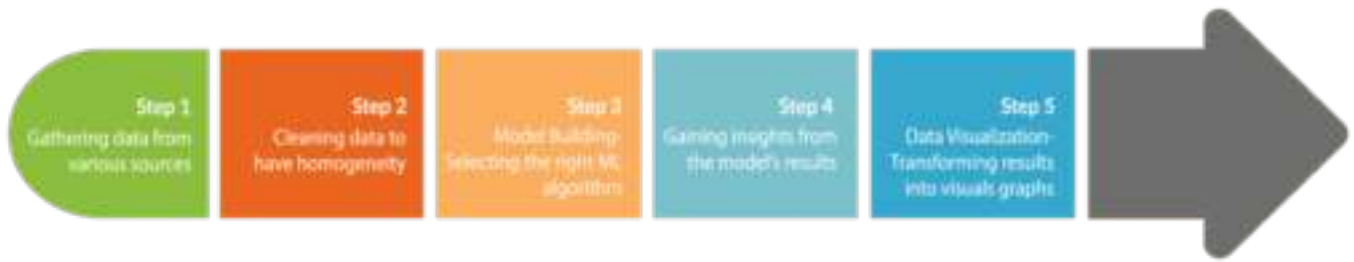 Step 1
Gathering data from
various sources
Step 2
Cleaning data to
have homogeneity
Step 3
Model Building-
Selecting the right ML
algorithm
Step 4
Gaining insights from
the model's results
Step 5
Data Visualization-
Transforming results
into visuals graphs